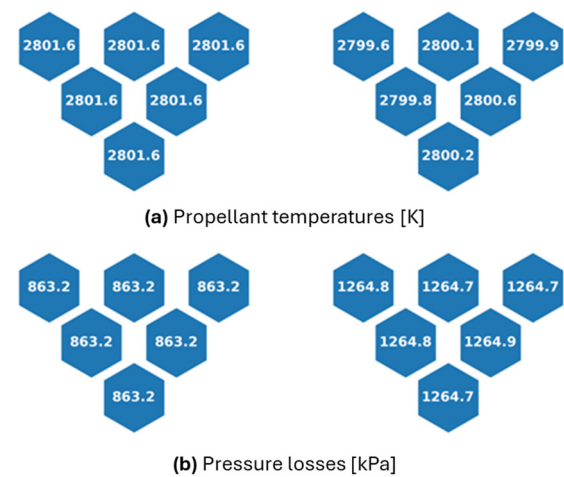 2801.6 2801.6 2801.6 2799.6 2800.1 2799.9
2801.6 2801.6 2799.8 2800.6
2801.6 2800.2
(a) Propellant temperatures [K]
863.2 863.2 863.2 1264.8 1264.7 1264.7
863.2 863.2 1264.8 1264.9
863.2 1264.7
(b) Pressure losses [kPa]